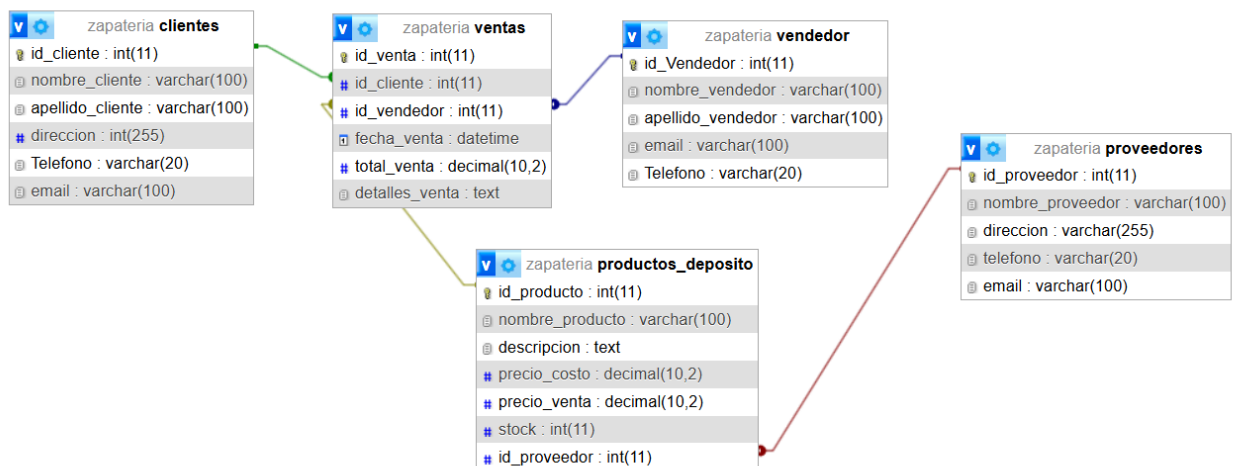 v zapateria clientes
id_cliente : int(11)
nombre_cliente : varchar(100)
apellido_cliente : varchar(100)
# direccion : int(255)
Telefono : varchar(20)
email : varchar(100)
v zapateria ventas
id_venta : int(11)
# id_cliente : int(11)
# id_vendedor : int(11)
fecha_venta : datetime
# total_venta : decimal(10,2)
detalles_venta : text
v zapateria vendedor
id_Vendedor : int(11)
nombre_vendedor : varchar(100)
apellido_vendedor : varchar(100)
email : varchar(100)
Telefono : varchar(20)
v zapateria proveedores
id_proveedor : int(11)
nombre_proveedor : varchar(100)
direccion : varchar(255)
telefono : varchar(20)
email : varchar(100)
v zapateria productos_deposito
id_producto : int(11)
nombre_producto : varchar(100)
descripcion : text
# precio_costo : decimal(10,2)
# precio_venta : decimal(10,2)
# stock : int(11)
# id_proveedor : int(11)